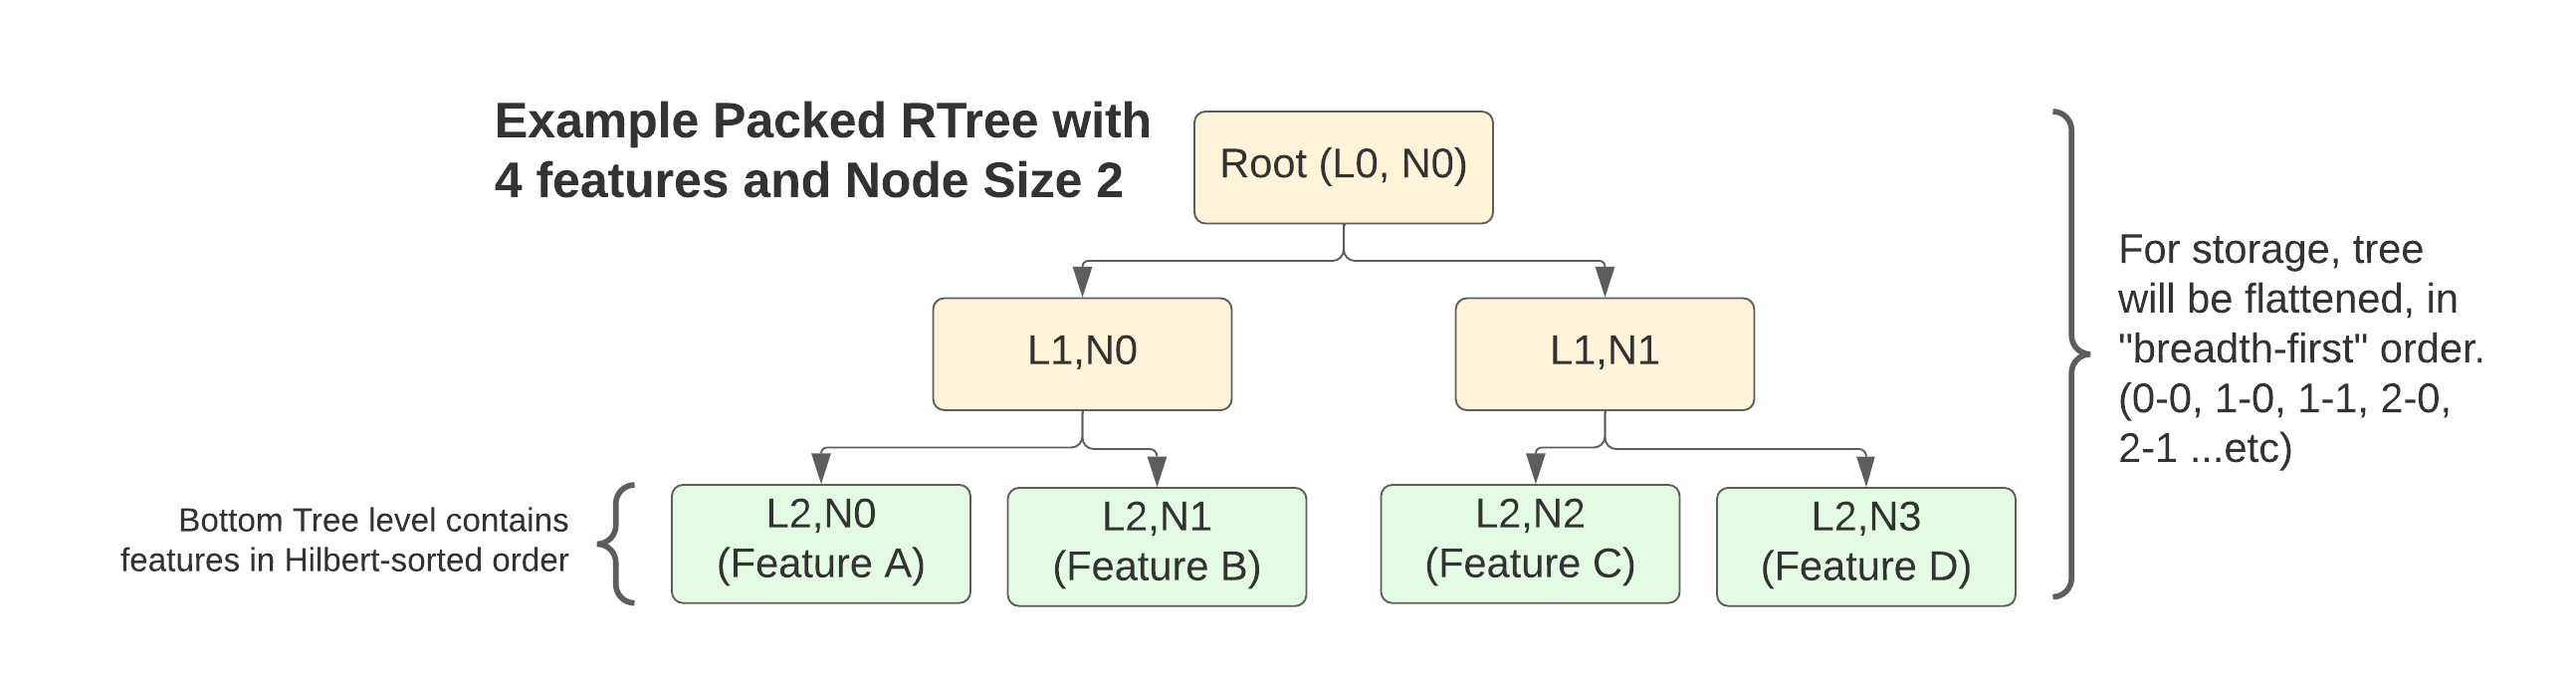 Example Packed RTree with
4 features and Node Size 2
Root (L0, N0)
L1,N0
L1,N1
L2,N0
(Feature A)
L2,N1
(Feature B)
L2,N2
(Feature C)
L2,N3
(Feature D)
Bottom Tree level contains
features in Hilbert-sorted order
For storage, tree
will be flattened, in
"breadth-first" order.
(0-0, 1-0, 1-1, 2-0,
2-1 ...etc)